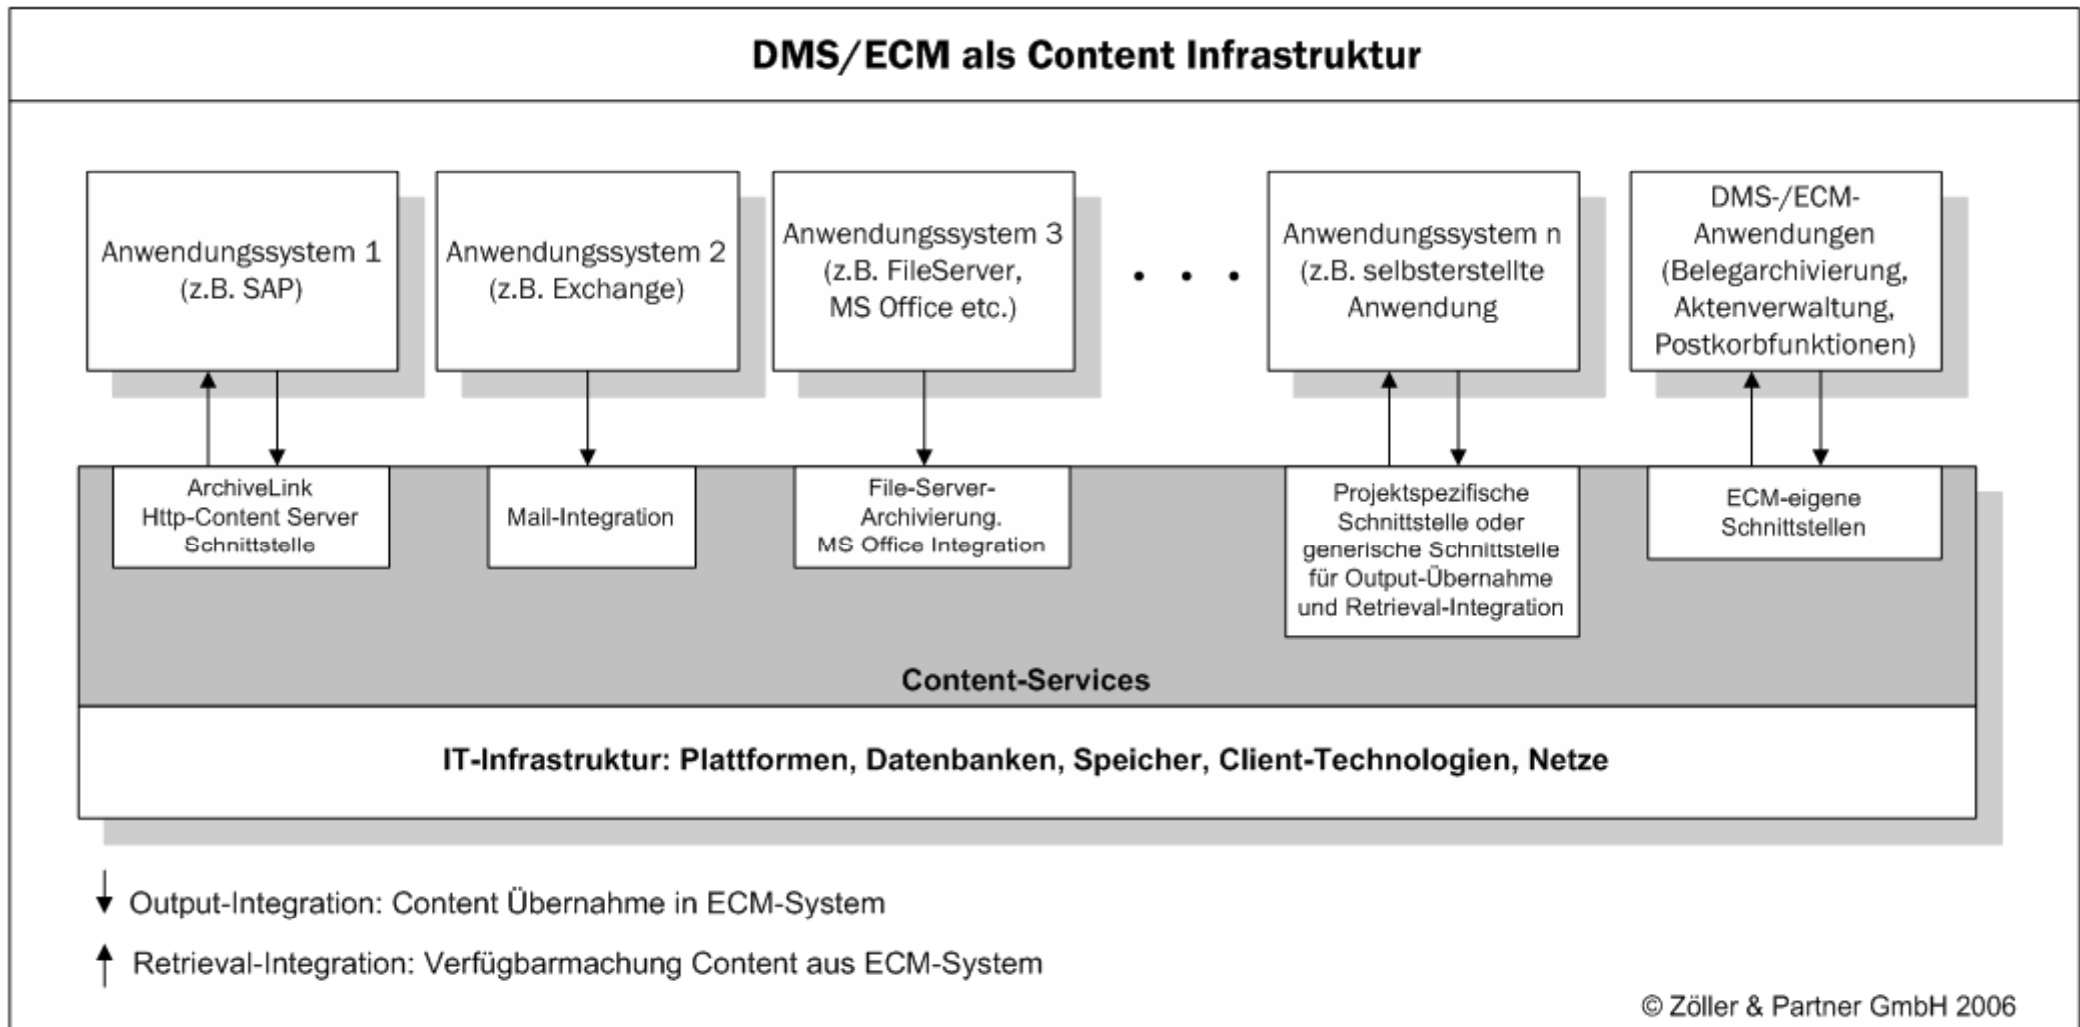 DMS/ECM als Content Infrastruktur
Anwendungssystem 1
(z.B. SAP)
Anwendungssystem 2
(z.B. Exchange)
Anwendungssystem 3
(z.B. FileServer,
MS Office etc.)
. . .
Anwendungssystem n
(z.B. selbsterstellte
Anwendung
DMS-/ECM-
Anwendungen
(Belegarchivierung,
Aktenverwaltung,
Postkorbfunktionen)
ArchiveLink
Http-Content Server
Schnittstelle
Mail-Integration
File-Server-
Archivierung.
MS Office Integration
Projektspezifische
Schnittstelle oder
generische Schnittstelle
für Output-Übernahme
und Retrieval-Integration
ECM-eigene
Schnittstellen
Content-Services
IT-Infrastruktur: Plattformen, Datenbanken, Speicher, Client-Technologien, Netze
Output-Integration: Content Übernahme in ECM-System
Retrieval-Integration: Verfügbarmachung Content aus ECM-System
© Zöller & Partner GmbH 2006